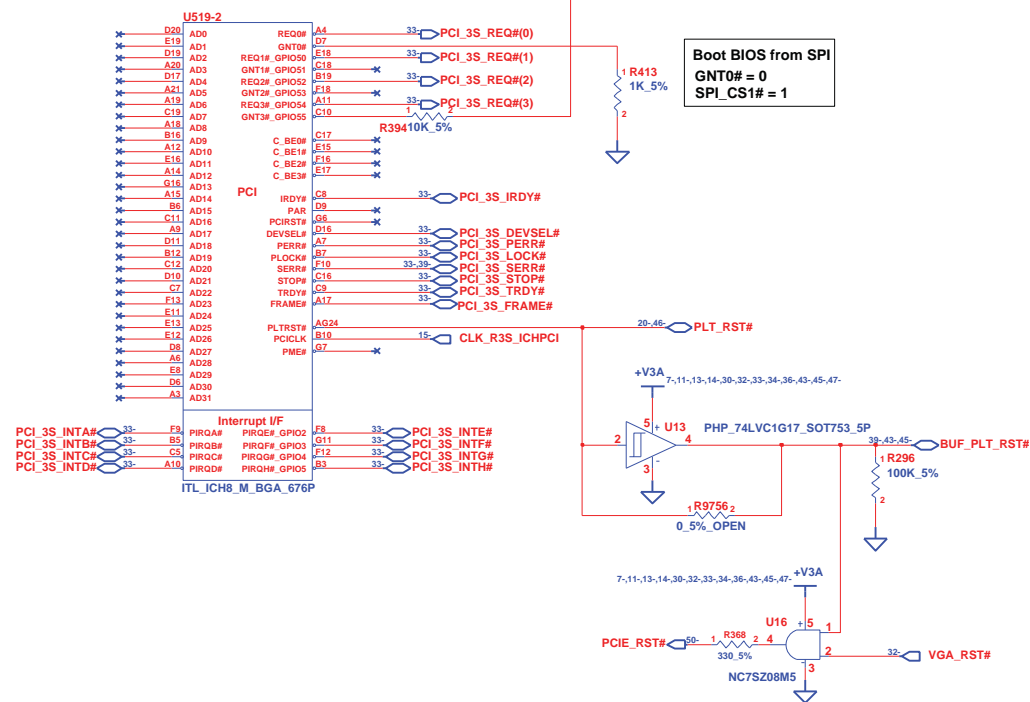 U519-2
D20 AD0 REQ0# A4 33- PCI_3S_REQ#(0)
E19 AD1 GNT0# D7
D19 AD2 REQ1#_GPIO50 E18 33- PCI_3S_REQ#(1)
A20 AD3 GNT1#_GPIO51 C18
D17 AD4 REQ2#_GPIO52 B19 33- PCI_3S_REQ#(2)
A21 AD5 GNT2#_GPIO53 F18
A19 AD6 REQ3#_GPIO54 A11 33- PCI_3S_REQ#(3)
C19 AD7 GNT3#_GPIO55 C10 1 2
R394 10K_5%
A18 AD8
B16 AD9 C_BE0# C17
A12 AD10 C_BE1# E15
E16 AD11 C_BE2# F16
A14 AD12 C_BE3# E17
G16 AD13
PCI
A15 AD14 IRDY# C8 33- PCI_3S_IRDY#
B6 AD15 PAR D9
C11 AD16 PCIRST# G6
A9 AD17 DEVSEL# D16 33- PCI_3S_DEVSEL#
D11 AD18 PERR# A7 33- PCI_3S_PERR#
B12 AD19 PLOCK# B7 33- PCI_3S_LOCK#
C12 AD20 SERR# F10 33-,39- PCI_3S_SERR#
D10 AD21 STOP# C16 33- PCI_3S_STOP#
C7 AD22 TRDY# C9 33- PCI_3S_TRDY#
F13 AD23 FRAME# A17 33- PCI_3S_FRAME#
E11 AD24
E13 AD25 PLTRST# AG24 20-,46- PLT_RST#
E12 AD26 PCICLK B10 15- CLK_R3S_ICHPCI
D8 AD27 PME# G7
A6 AD28
E8 AD29
D6 AD30
A3 AD31
Interrupt I/F
PCI_3S_INTA# 33- F9 PIRQA# PIRQE#_GPIO2 F8 33- PCI_3S_INTE#
PCI_3S_INTB# 33- B5 PIRQB# PIRQF#_GPIO3 G11 33- PCI_3S_INTF#
PCI_3S_INTC# 33- C5 PIRQC# PIRQG#_GPIO4 F12 33- PCI_3S_INTG#
PCI_3S_INTD# 33- A10 PIRQD# PIRQH#_GPIO5 B3 33- PCI_3S_INTH#
ITL_ICH8_M_BGA_676P
1 R413
1K_5%
2
Boot BIOS from SPI
GNT0# = 0
SPI_CS1# = 1
+V3A
7-,11-,13-,14-,30-,32-,33-,34-,36-,43-,45-,47-
5 + U13
2 4 PHP_74LVC1G17_SOT753_5P
3 -
39-,43-,45- BUF_PLT_RST#
1 R296
100K_5%
2
1 R9756 2
0_5%_OPEN
+V3A
7-,11-,13-,14-,30-,32-,33-,34-,36-,43-,45-,47-
U16 + 5
PCIE_RST# 50- 1 R368 2 4 1
330_5%
2 32- VGA_RST#
- 3
NC7SZ08M5